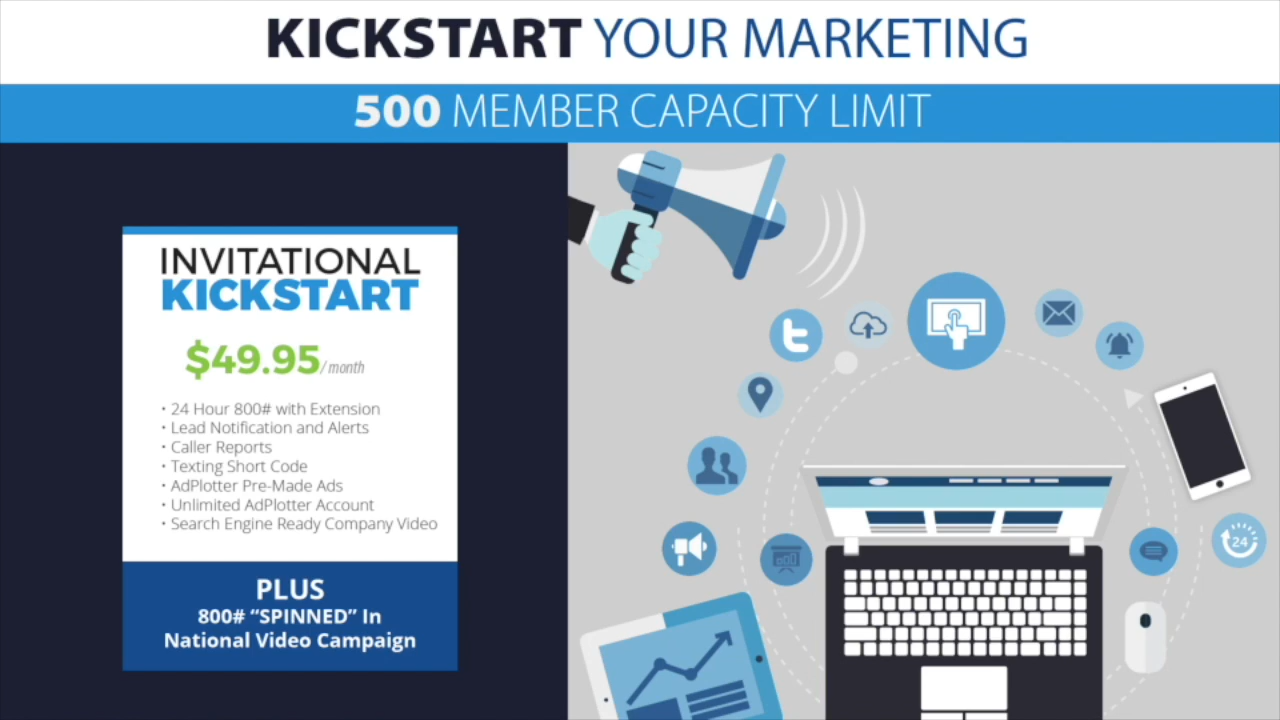 KICKSTART YOUR MARKETING
500 MEMBER CAPACITY LIMIT
INVITATIONAL
KICKSTART
$49.95/month
• 24 Hour 800# with Extension
• Lead Notification and Alerts
• Caller Reports
• Texting Short Code
• AdPlotter Pre-Made Ads
• Unlimited AdPlotter Account
• Search Engine Ready Company Video
PLUS
800# “SPINNED” In
National Video Campaign
24